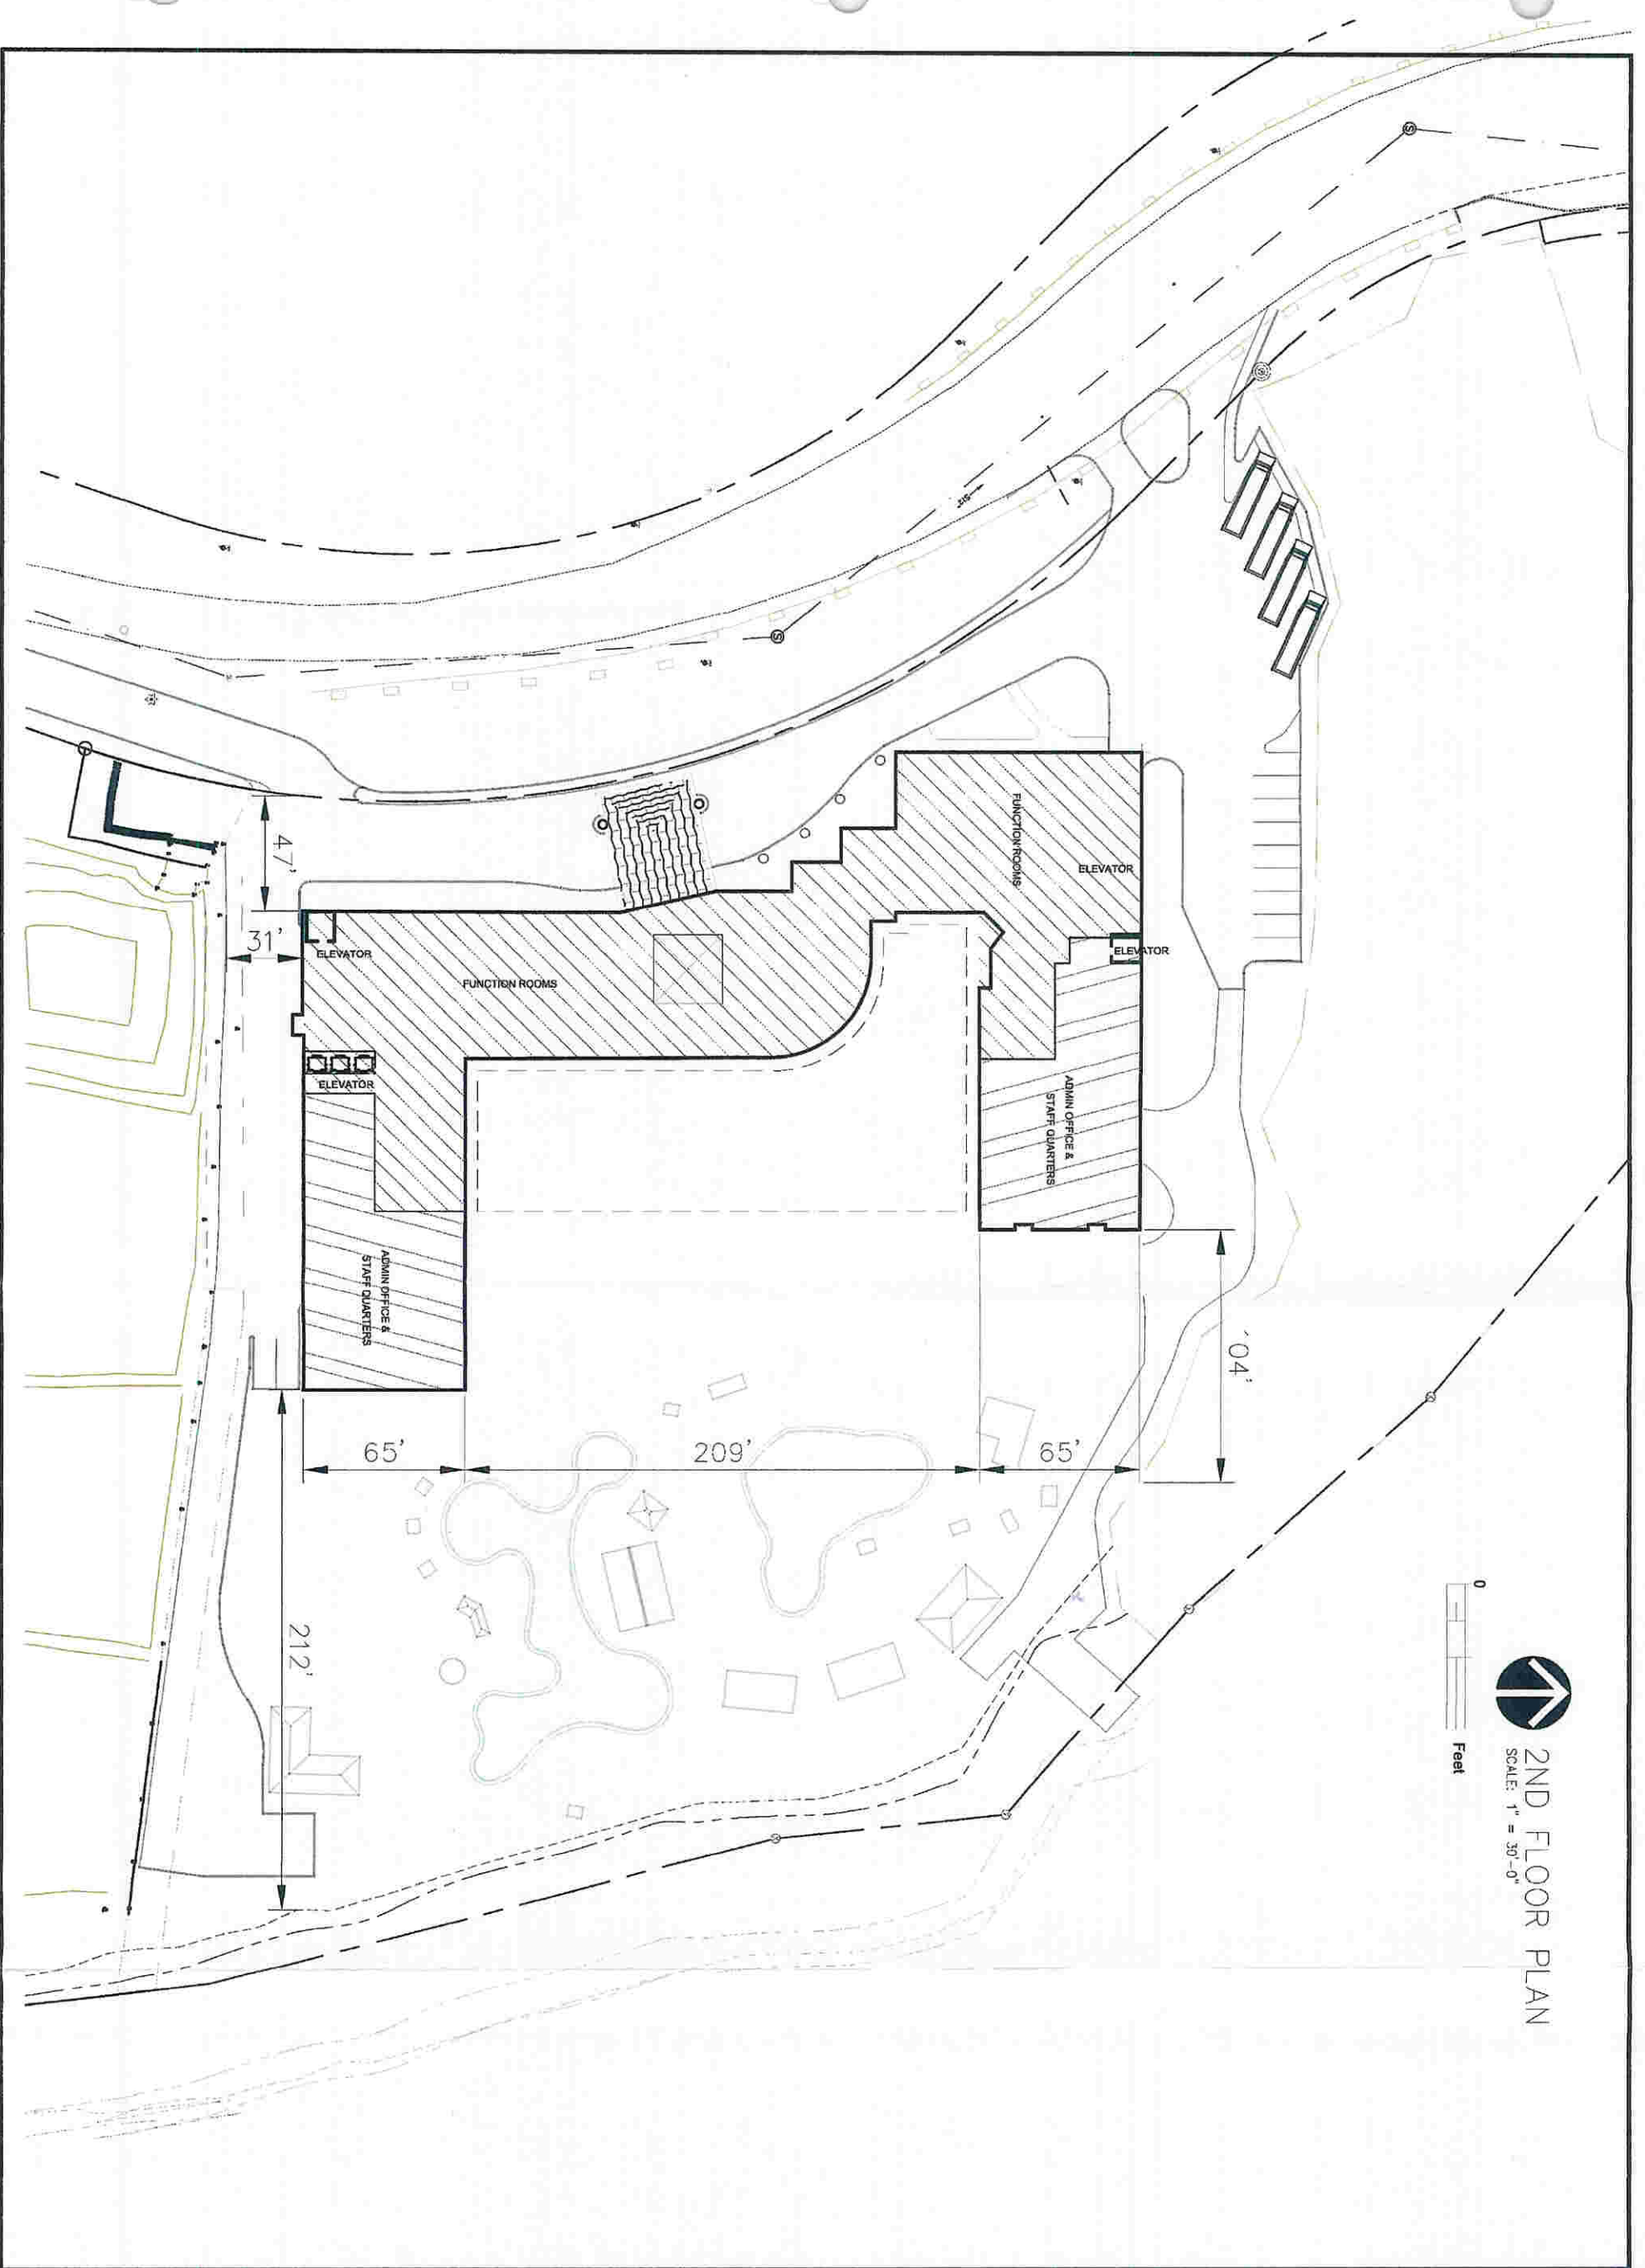 2ND FLOOR PLAN
SCALE: 1" = 30'-0"
0
Feet
FUNCTION ROOMS
ELEVATOR
ELEVATOR
ADMIN OFFICE &
STAFF QUARTERS
47'
31'
ELEVATOR
FUNCTION ROOMS
ELEVATOR
ADMIN OFFICE &
STAFF QUARTERS
65'
209'
65'
212'
S
S